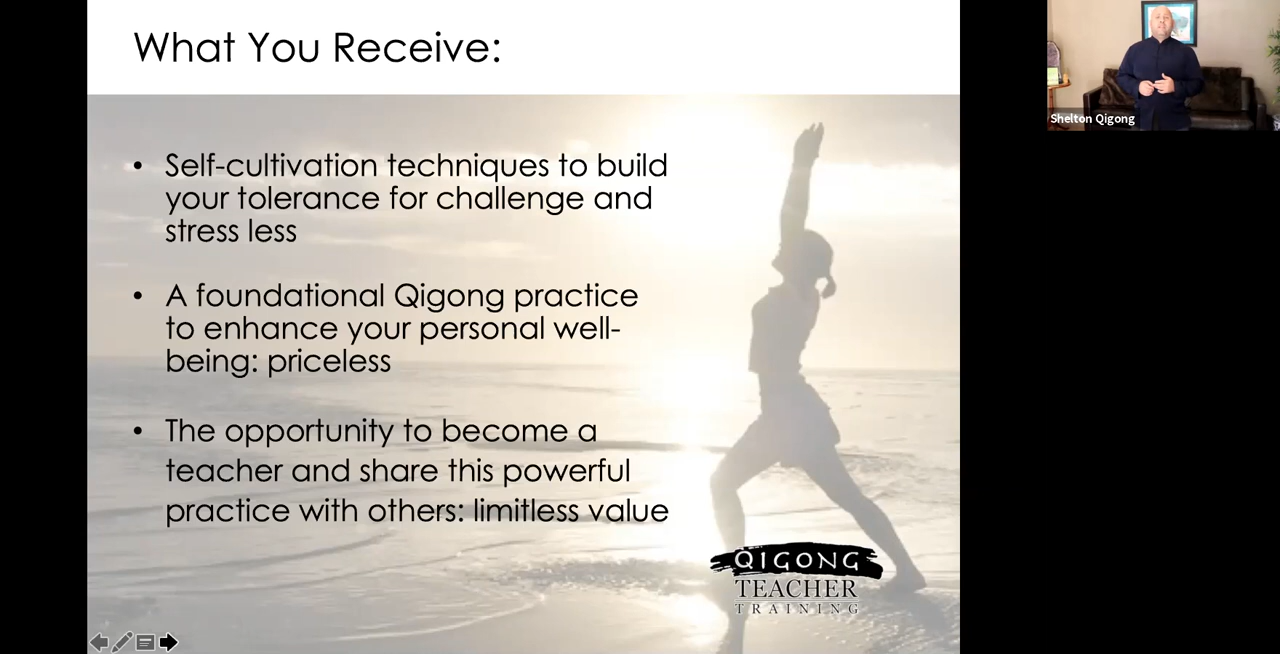 What You Receive:
Shelton Qigong
• Self-cultivation techniques to build
your tolerance for challenge and
stress less
• A foundational Qigong practice
to enhance your personal well-
being: priceless
• The opportunity to become a
teacher and share this powerful
practice with others: limitless value
QIGONG
TEACHER
TRAINING